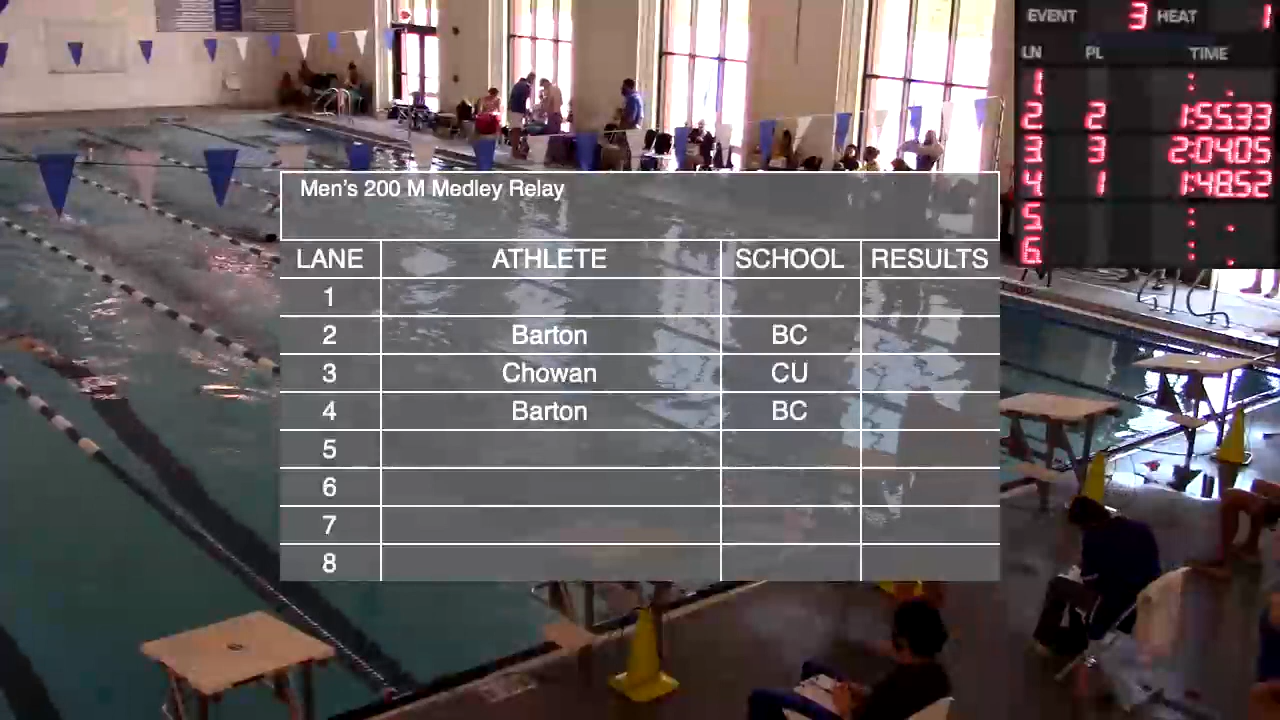 EVENT 3 HEAT 1
LN PL TIME
1 : .
2 2 1:55.33
3 3 2:04.05
4 1 1:48.52
5 : .
6 : .
Men's 200 M Medley Relay
LANE ATHLETE SCHOOL RESULTS
1
2 Barton BC
3 Chowan CU
4 Barton BC
5
6
7
8